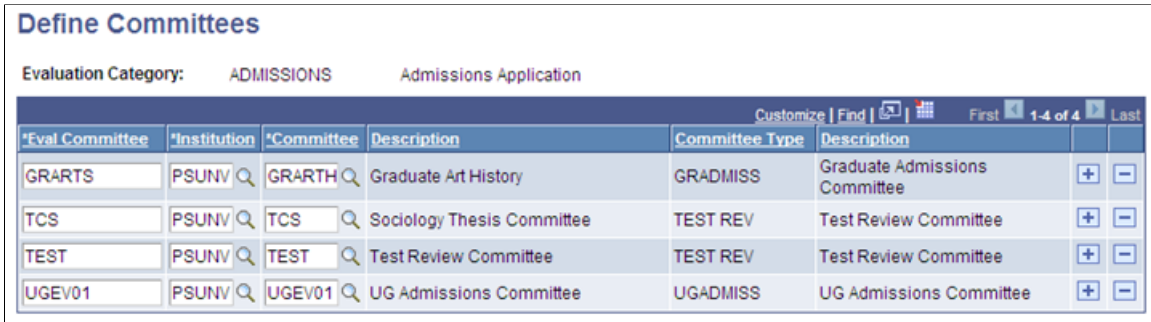 Define Committees
Evaluation Category: ADMISSIONS Admissions Application
Customize | Find | | First 1-4 of 4 Last
*Eval Committee *Institution *Committee Description Committee Type Description
GRARTS PSUNV GRARTH Graduate Art History GRADMISS Graduate Admissions
Committee
TCS PSUNV TCS Sociology Thesis Committee TEST REV Test Review Committee
TEST PSUNV TEST Test Review Committee TEST REV Test Review Committee
UGEV01 PSUNV UGEV01 UG Admissions Committee UGADMISS UG Admissions Committee